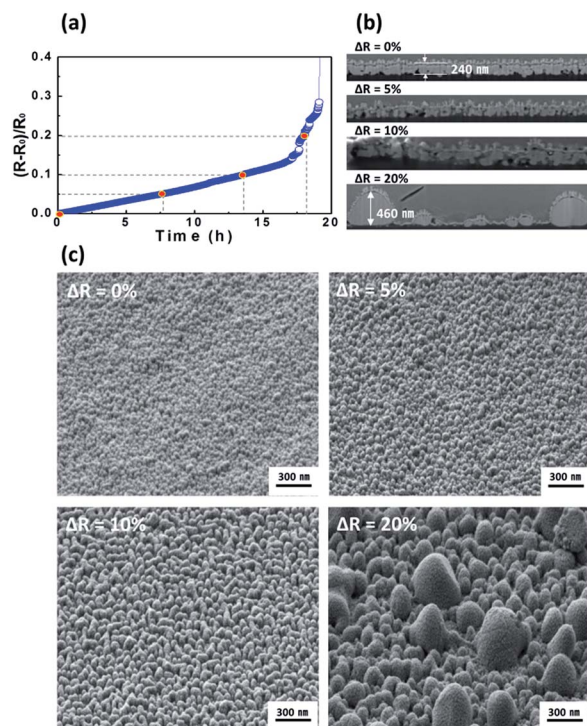 (a)
(R-R₀)/R₀
0.4
0.3
0.2
0.1
0.0
0 5 10 15 20
Time (h)
(b)
ΔR = 0%
240 nm
ΔR = 5%
ΔR = 10%
ΔR = 20%
460 nm
(c)
ΔR = 0%
300 nm
ΔR = 5%
300 nm
ΔR = 10%
300 nm
ΔR = 20%
300 nm